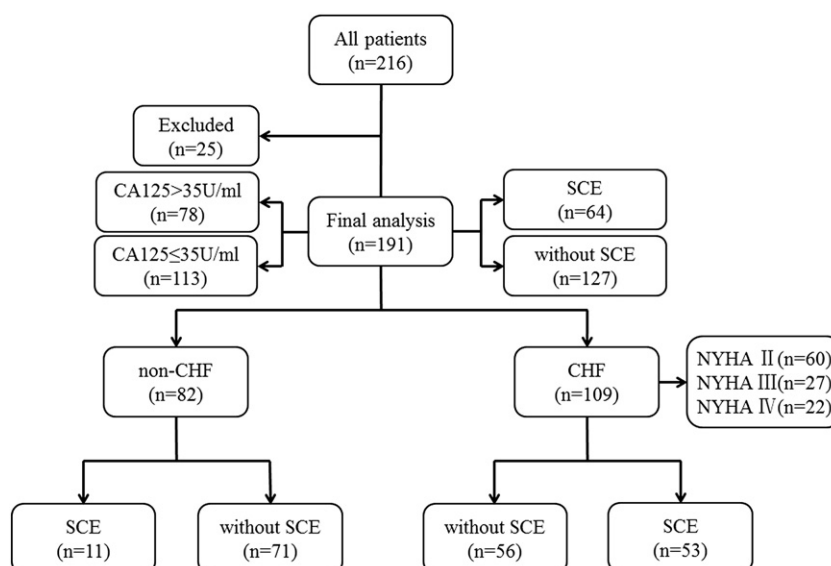 All patients
(n=216)
Excluded
(n=25)
CA125>35U/ml
(n=78)
CA125≤35U/ml
(n=113)
Final analysis
(n=191)
SCE
(n=64)
without SCE
(n=127)
non-CHF
(n=82)
CHF
(n=109)
NYHA Ⅱ(n=60)
NYHA Ⅲ(n=27)
NYHA Ⅳ(n=22)
SCE
(n=11)
without SCE
(n=71)
without SCE
(n=56)
SCE
(n=53)